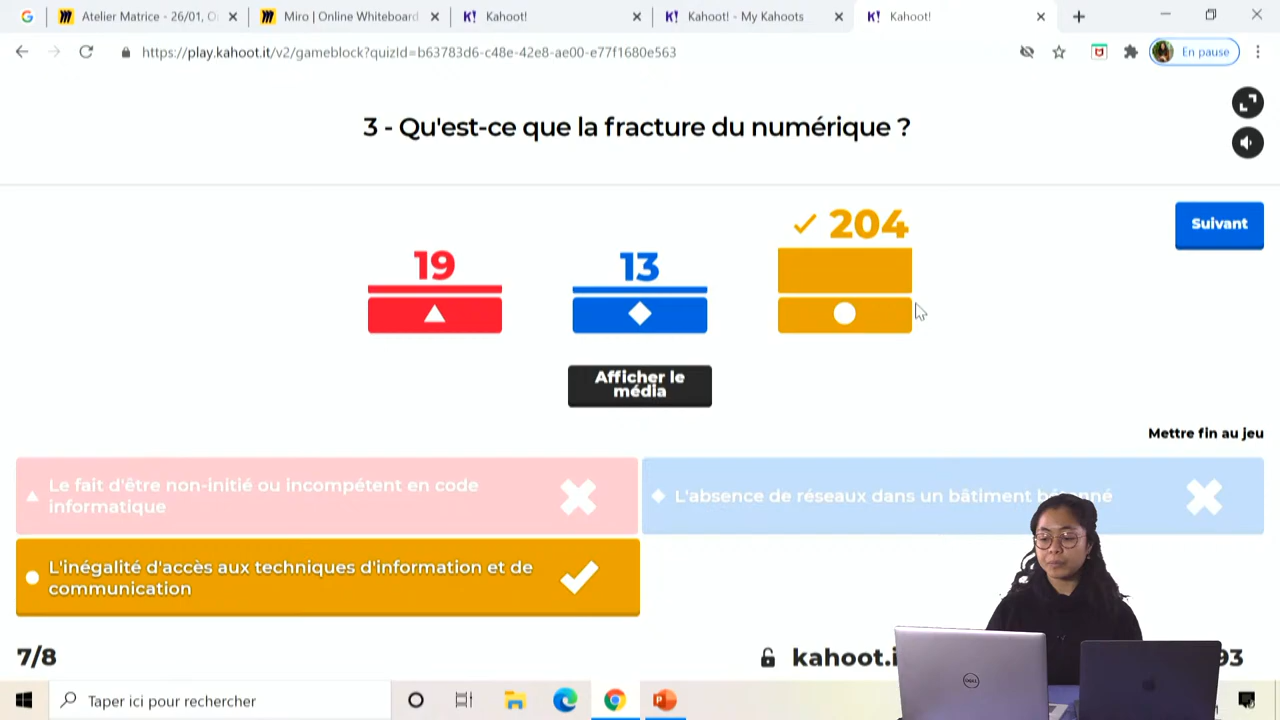 Atelier Matrice - 26/01, O
Miro | Online Whiteboard
Kahoot!
Kahoot! - My Kahoots
Kahoot!
https://play.kahoot.it/v2/gameblock?quizId=b63783d6-c48e-42e8-ae00-e77f1680e563
En pause
3 - Qu'est-ce que la fracture du numérique ?
Suivant
19
13
204
Afficher le
média
Mettre fin au jeu
Le fait d'être non-initié ou incompétent en code
informatique
L'absence de réseaux dans un bâtiment
L'inégalité d'accès aux techniques d'information et de
communication
7/8
kahoot.i
93
DELL
Taper ici pour rechercher